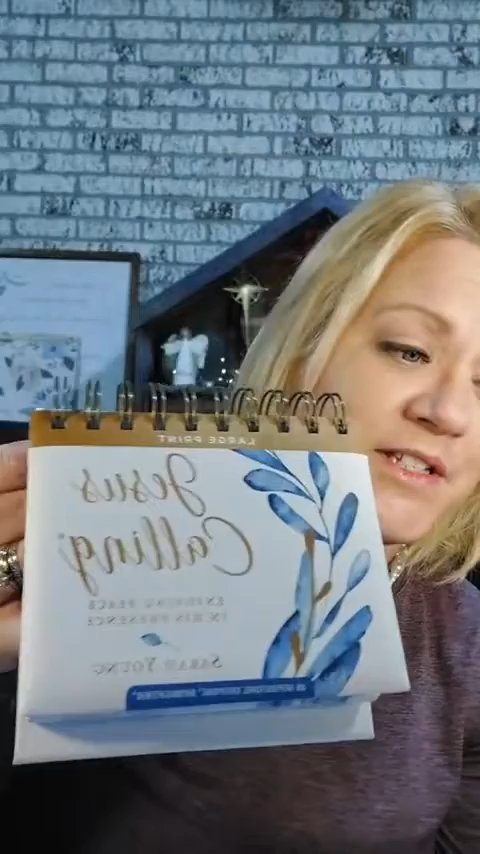 LARGE PRINT
Jesus
Calling
ENJOYING PEACE
IN HIS PRESENCE
SARAH YOUNG